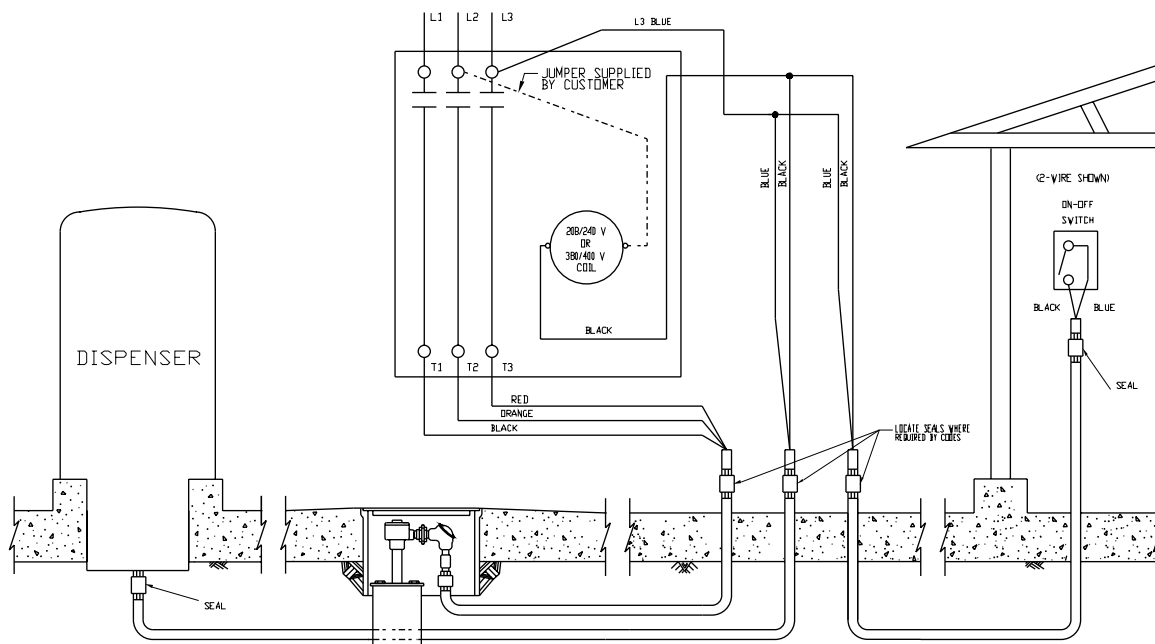 L1 L2 L3
L3 BLUE
JUMPER SUPPLIED
BY CUSTOMER
BLUE
BLACK
BLUE
BLACK
(2-WIRE SHOWN)
ON-OFF
SWITCH
208/240 V
OR
380/400 V
COIL
BLACK
BLUE
BLACK
DISPENSER
T1 T2 T3
SEAL
RED
ORANGE
BLACK
LOCATE SEALS WHERE
REQUIRED BY CODES
SEAL